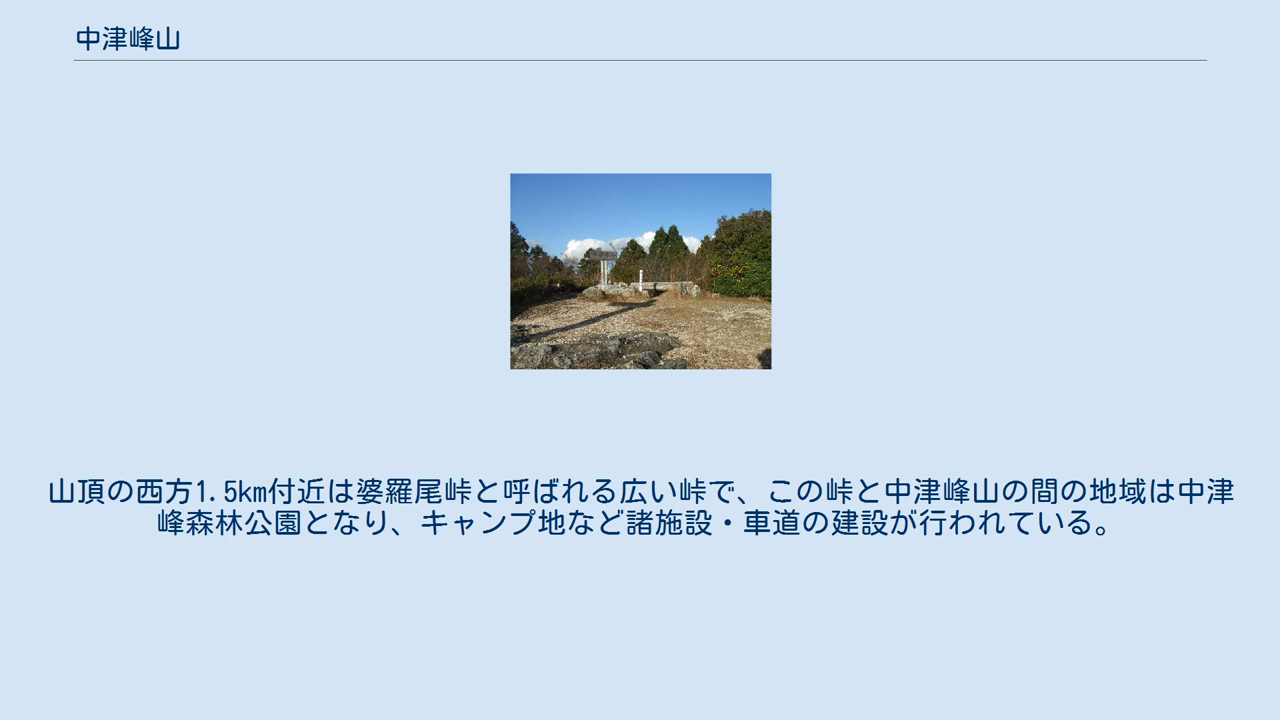 中津峰山
山頂の西方1.5km付近は婆羅尾峠と呼ばれる広い峠で、この峠と中津峰山の間の地域は中津
峰森林公園となり、キャンプ地など諸施設・車道の建設が行われている。